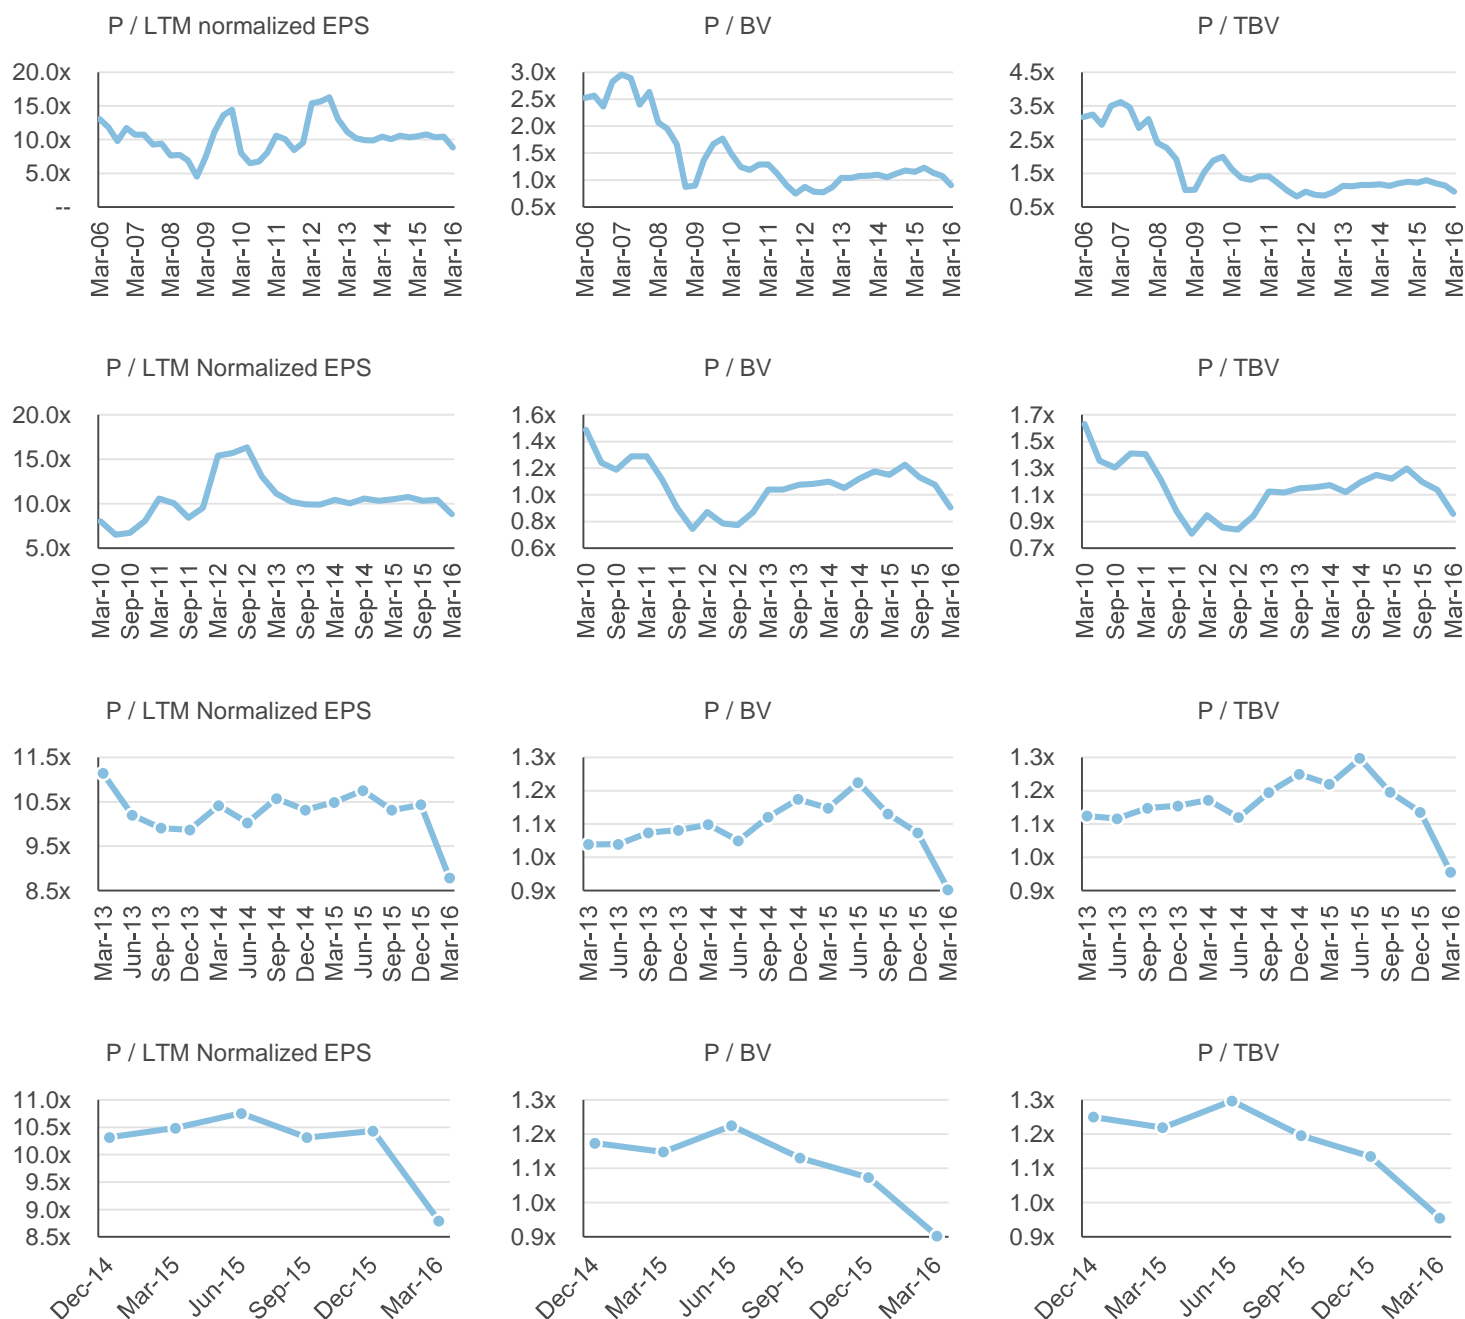 P / LTM normalized EPS
20.0x
15.0x
10.0x
5.0x
--
Mar-06
Mar-07
Mar-08
Mar-09
Mar-10
Mar-11
Mar-12
Mar-13
Mar-14
Mar-15
Mar-16
P / BV
3.0x
2.5x
2.0x
1.5x
1.0x
0.5x
Mar-06
Mar-07
Mar-08
Mar-09
Mar-10
Mar-11
Mar-12
Mar-13
Mar-14
Mar-15
Mar-16
P / TBV
4.5x
3.5x
2.5x
1.5x
0.5x
Mar-06
Mar-07
Mar-08
Mar-09
Mar-10
Mar-11
Mar-12
Mar-13
Mar-14
Mar-15
Mar-16
P / LTM Normalized EPS
20.0x
15.0x
10.0x
5.0x
Mar-10
Sep-10
Mar-11
Sep-11
Mar-12
Sep-12
Mar-13
Sep-13
Mar-14
Sep-14
Mar-15
Sep-15
Mar-16
P / BV
1.6x
1.4x
1.2x
1.0x
0.8x
0.6x
Mar-10
Sep-10
Mar-11
Sep-11
Mar-12
Sep-12
Mar-13
Sep-13
Mar-14
Sep-14
Mar-15
Sep-15
Mar-16
P / TBV
1.7x
1.5x
1.3x
1.1x
0.9x
0.7x
Mar-10
Sep-10
Mar-11
Sep-11
Mar-12
Sep-12
Mar-13
Sep-13
Mar-14
Sep-14
Mar-15
Sep-15
Mar-16
P / LTM Normalized EPS
11.5x
10.5x
9.5x
8.5x
Mar-13
Jun-13
Sep-13
Dec-13
Mar-14
Jun-14
Sep-14
Dec-14
Mar-15
Jun-15
Sep-15
Dec-15
Mar-16
P / BV
1.3x
1.2x
1.1x
1.0x
0.9x
Mar-13
Jun-13
Sep-13
Dec-13
Mar-14
Jun-14
Sep-14
Dec-14
Mar-15
Jun-15
Sep-15
Dec-15
Mar-16
P / TBV
1.3x
1.2x
1.1x
1.0x
0.9x
Mar-13
Jun-13
Sep-13
Dec-13
Mar-14
Jun-14
Sep-14
Dec-14
Mar-15
Jun-15
Sep-15
Dec-15
Mar-16
P / LTM Normalized EPS
11.0x
10.5x
10.0x
9.5x
9.0x
8.5x
Dec-14
Mar-15
Jun-15
Sep-15
Dec-15
Mar-16
P / BV
1.3x
1.2x
1.1x
1.0x
0.9x
Dec-14
Mar-15
Jun-15
Sep-15
Dec-15
Mar-16
P / TBV
1.3x
1.2x
1.1x
1.0x
0.9x
Dec-14
Mar-15
Jun-15
Sep-15
Dec-15
Mar-16